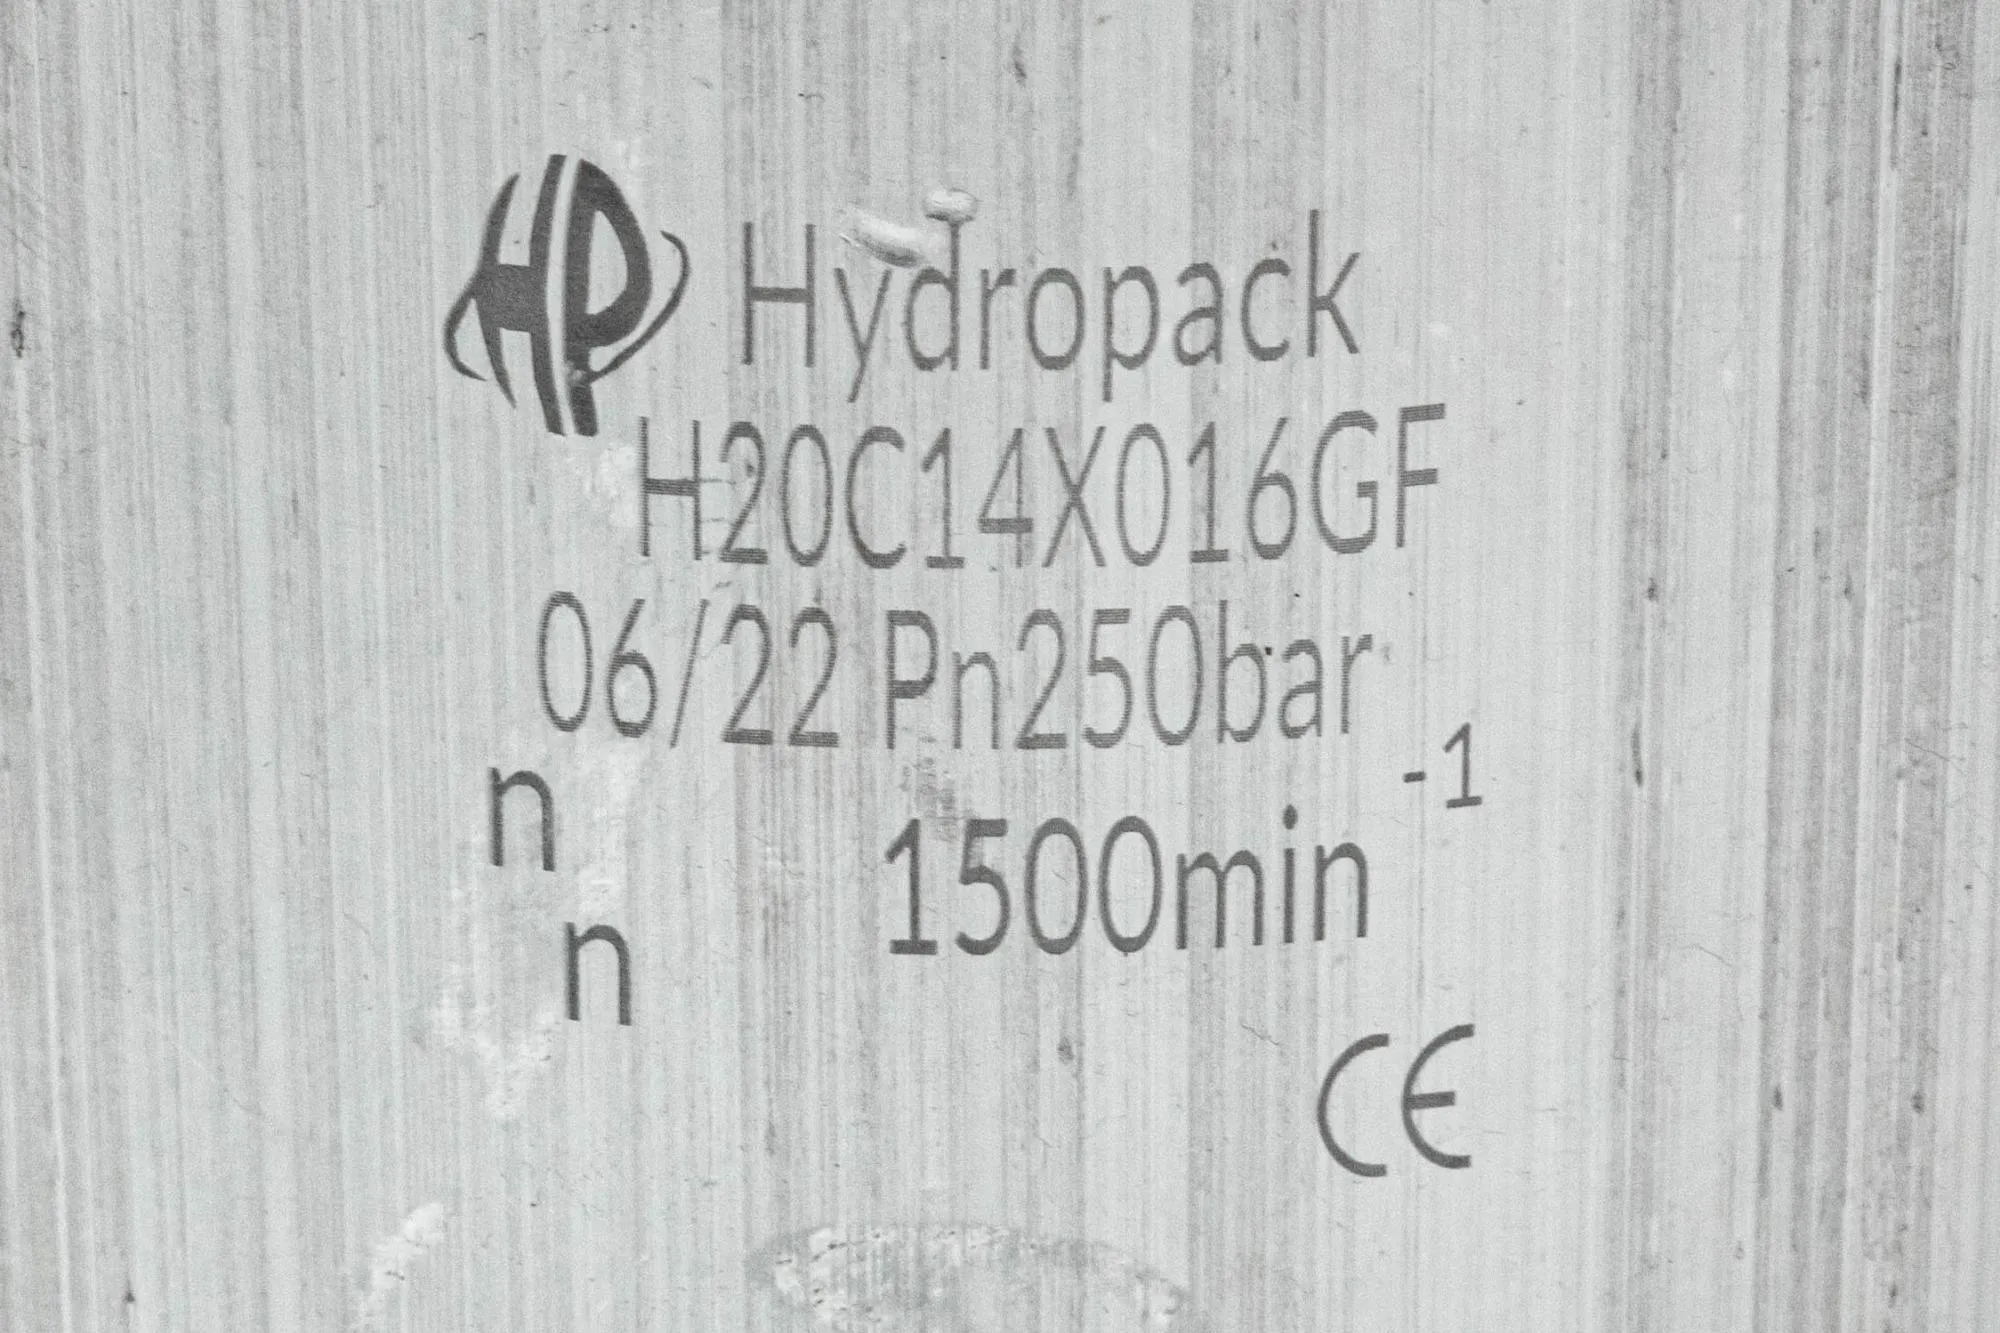 HP Hydropack
H20C14X016GF
06/22 Pn250bar
n 1500min-1
n
CE